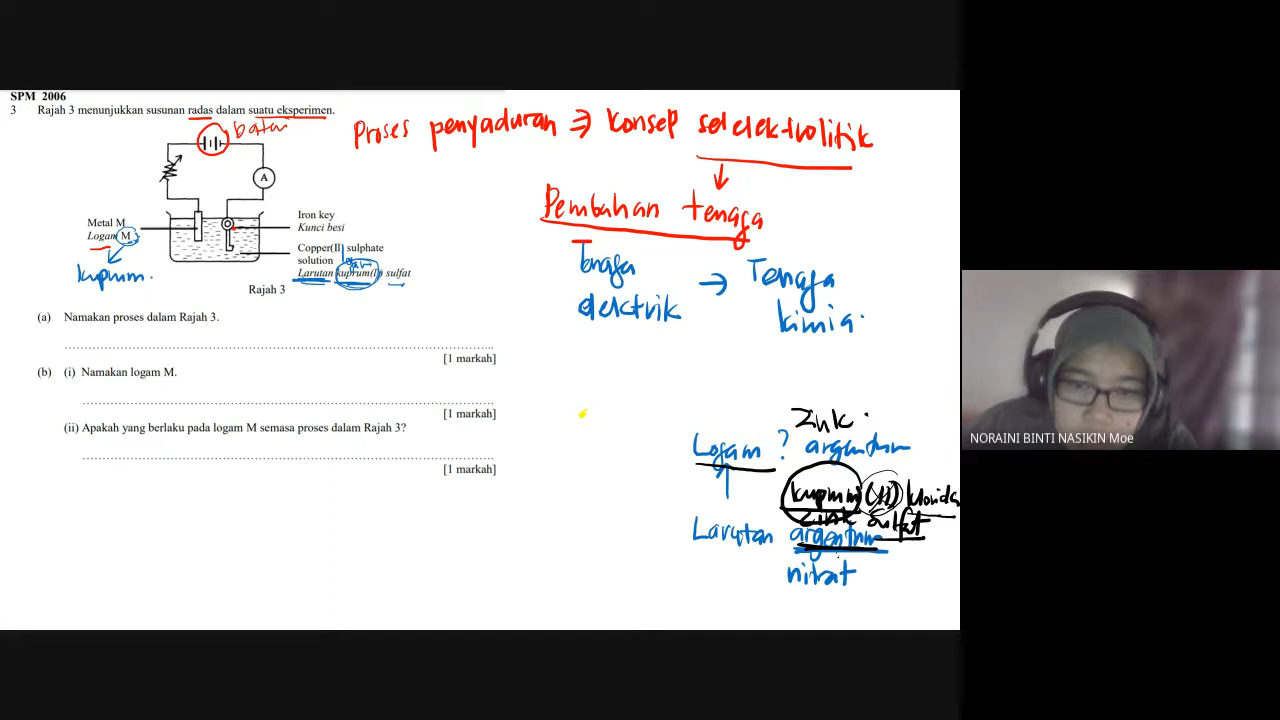 SPM 2006
3 Rajah 3 menunjukkan susunan radas dalam suatu eksperimen.
bateri
Proses penyaduran ⇒ konsep sel elektrolitik
A
Pembahan tenaga
Metal M
Logam M
kuprum.
Iron key
Kunci besi
Copper(II) sulphate
solution
logam
Larutan kuprum(II) sulfat
Rajah 3
Tenaga elektrik → Tenaga kimia.
(a) Namakan proses dalam Rajah 3.
[1 markah]
(b) (i) Namakan logam M.
[1 markah]
(ii) Apakah yang berlaku pada logam M semasa proses dalam Rajah 3?
[1 markah]
Zink.
Logam ? argentum
kuprum (II) klorida
zink sulfat
Larutan argentum
nitrat
NORAINI BINTI NASIKIN Moe